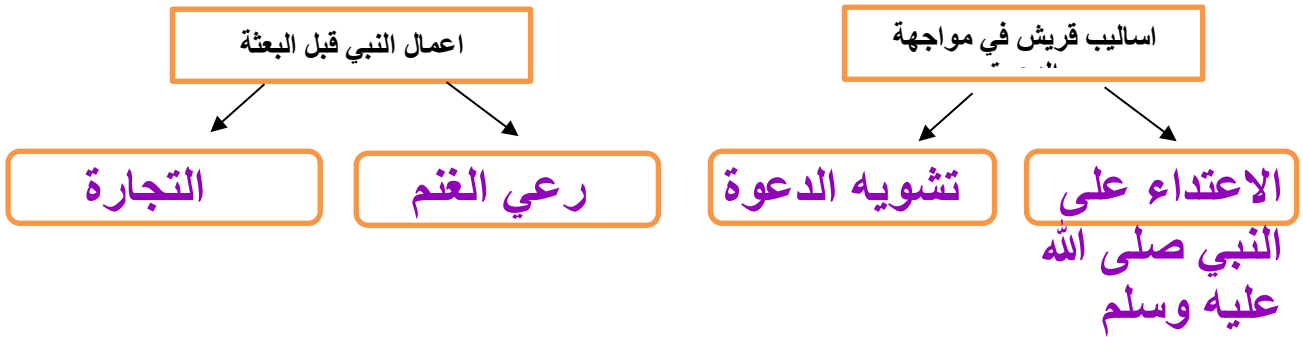 اساليب قريش في مواجهة
الاعتداء على
النبي صلى الله
عليه وسلم
تشويه الدعوة
اعمال النبي قبل البعثة
رعي الغنم
التجارة